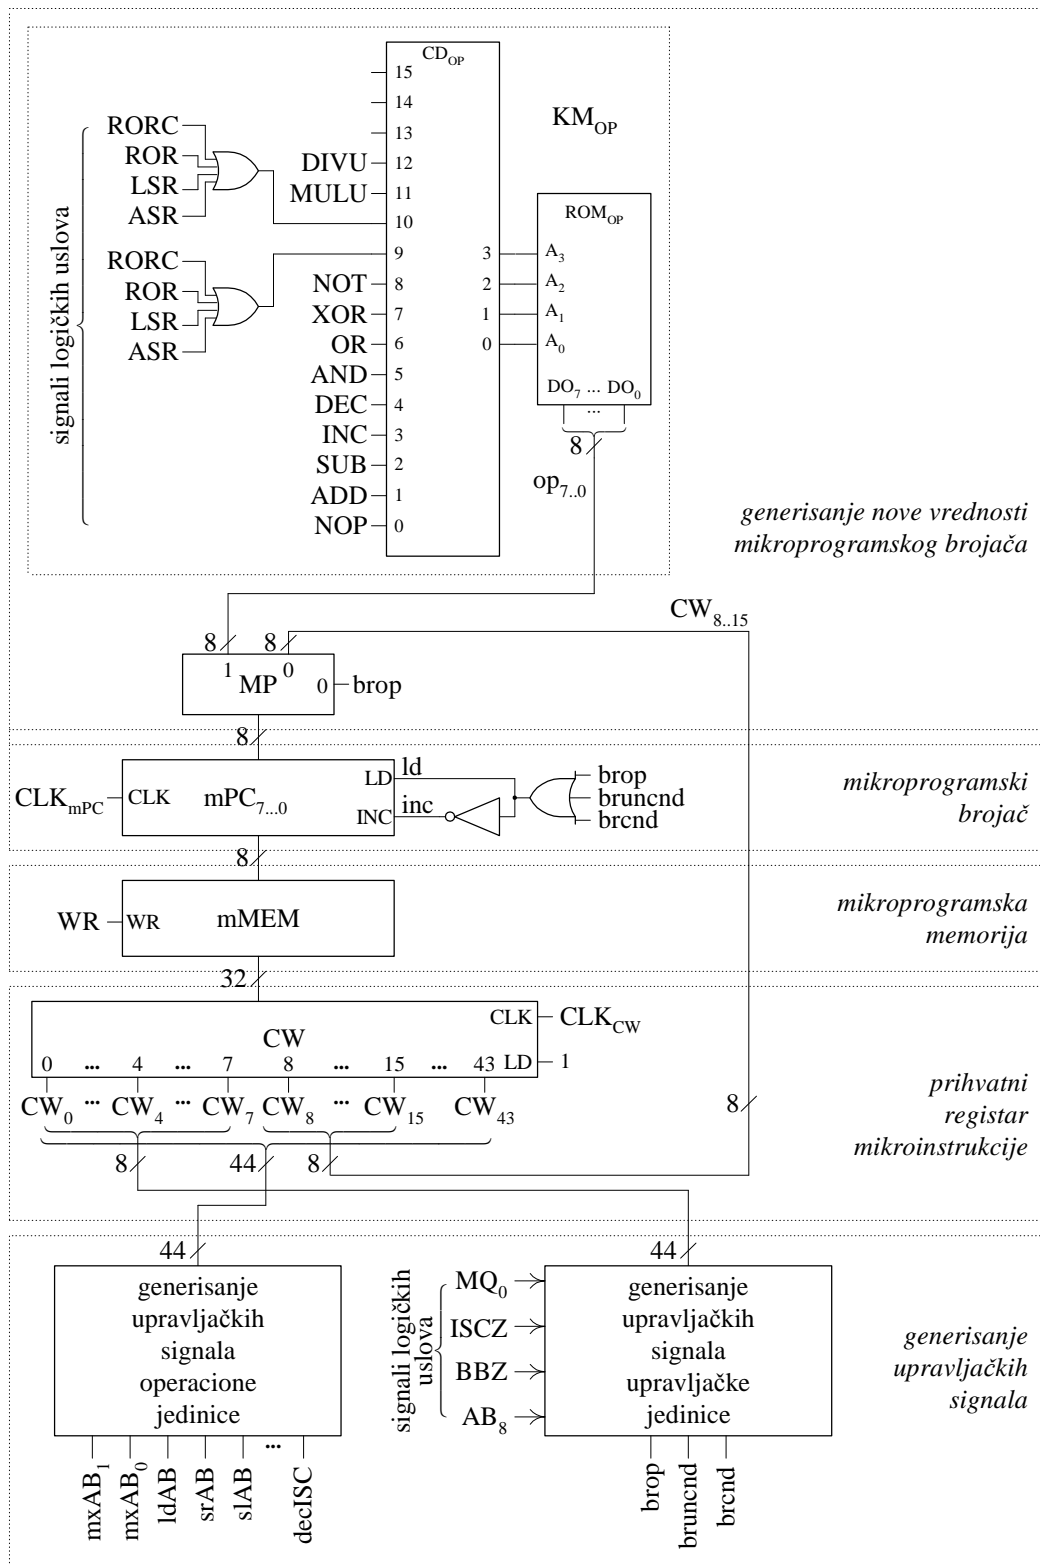 CD_OP
15
14
13
12
11
10
9
8
7
6
5
4
3
2
1
0
RORC
ROR
LSR
ASR
RORC
ROR
LSR
ASR
DIVU
MULU
NOT
XOR
OR
AND
DEC
INC
SUB
ADD
NOP
signali logičkih uslova
3
2
1
0
KM_OP
ROM_OP
A_3
A_2
A_1
A_0
DO_7 ... DO_0
...
8
op_7..0
generisanje nove vrednosti
mikroprogramskog brojača
CW_8..15
8
8
1
0
MP
0
brop
8
CLK_mPC
CLK
mPC_7...0
LD
INC
ld
inc
brop
bruncnd
brcnd
mikroprogramski
brojač
8
WR
WR
mMEM
mikroprogramska
memorija
32
CLK
CLK_CW
CW
0 ... 4 ... 7 8 ... 15 ... 43
LD
1
CW_0 ... CW_4 ... CW_7 CW_8 ... CW_15 CW_43
8
prihvatni
registar
mikroinstrukcije
8
44
8
44
44
generisanje
upravljačkih
signala
operacione
jedinice
mxAB_1
mxAB_0
ldAB
srAB
slAB
...
decISC
signali logičkih
uslova
MQ_0
ISCZ
BBZ
AB_8
generisanje
upravljačkih
signala
upravljačke
jedinice
brop
bruncnd
brcnd
generisanje
upravljačkih
signala